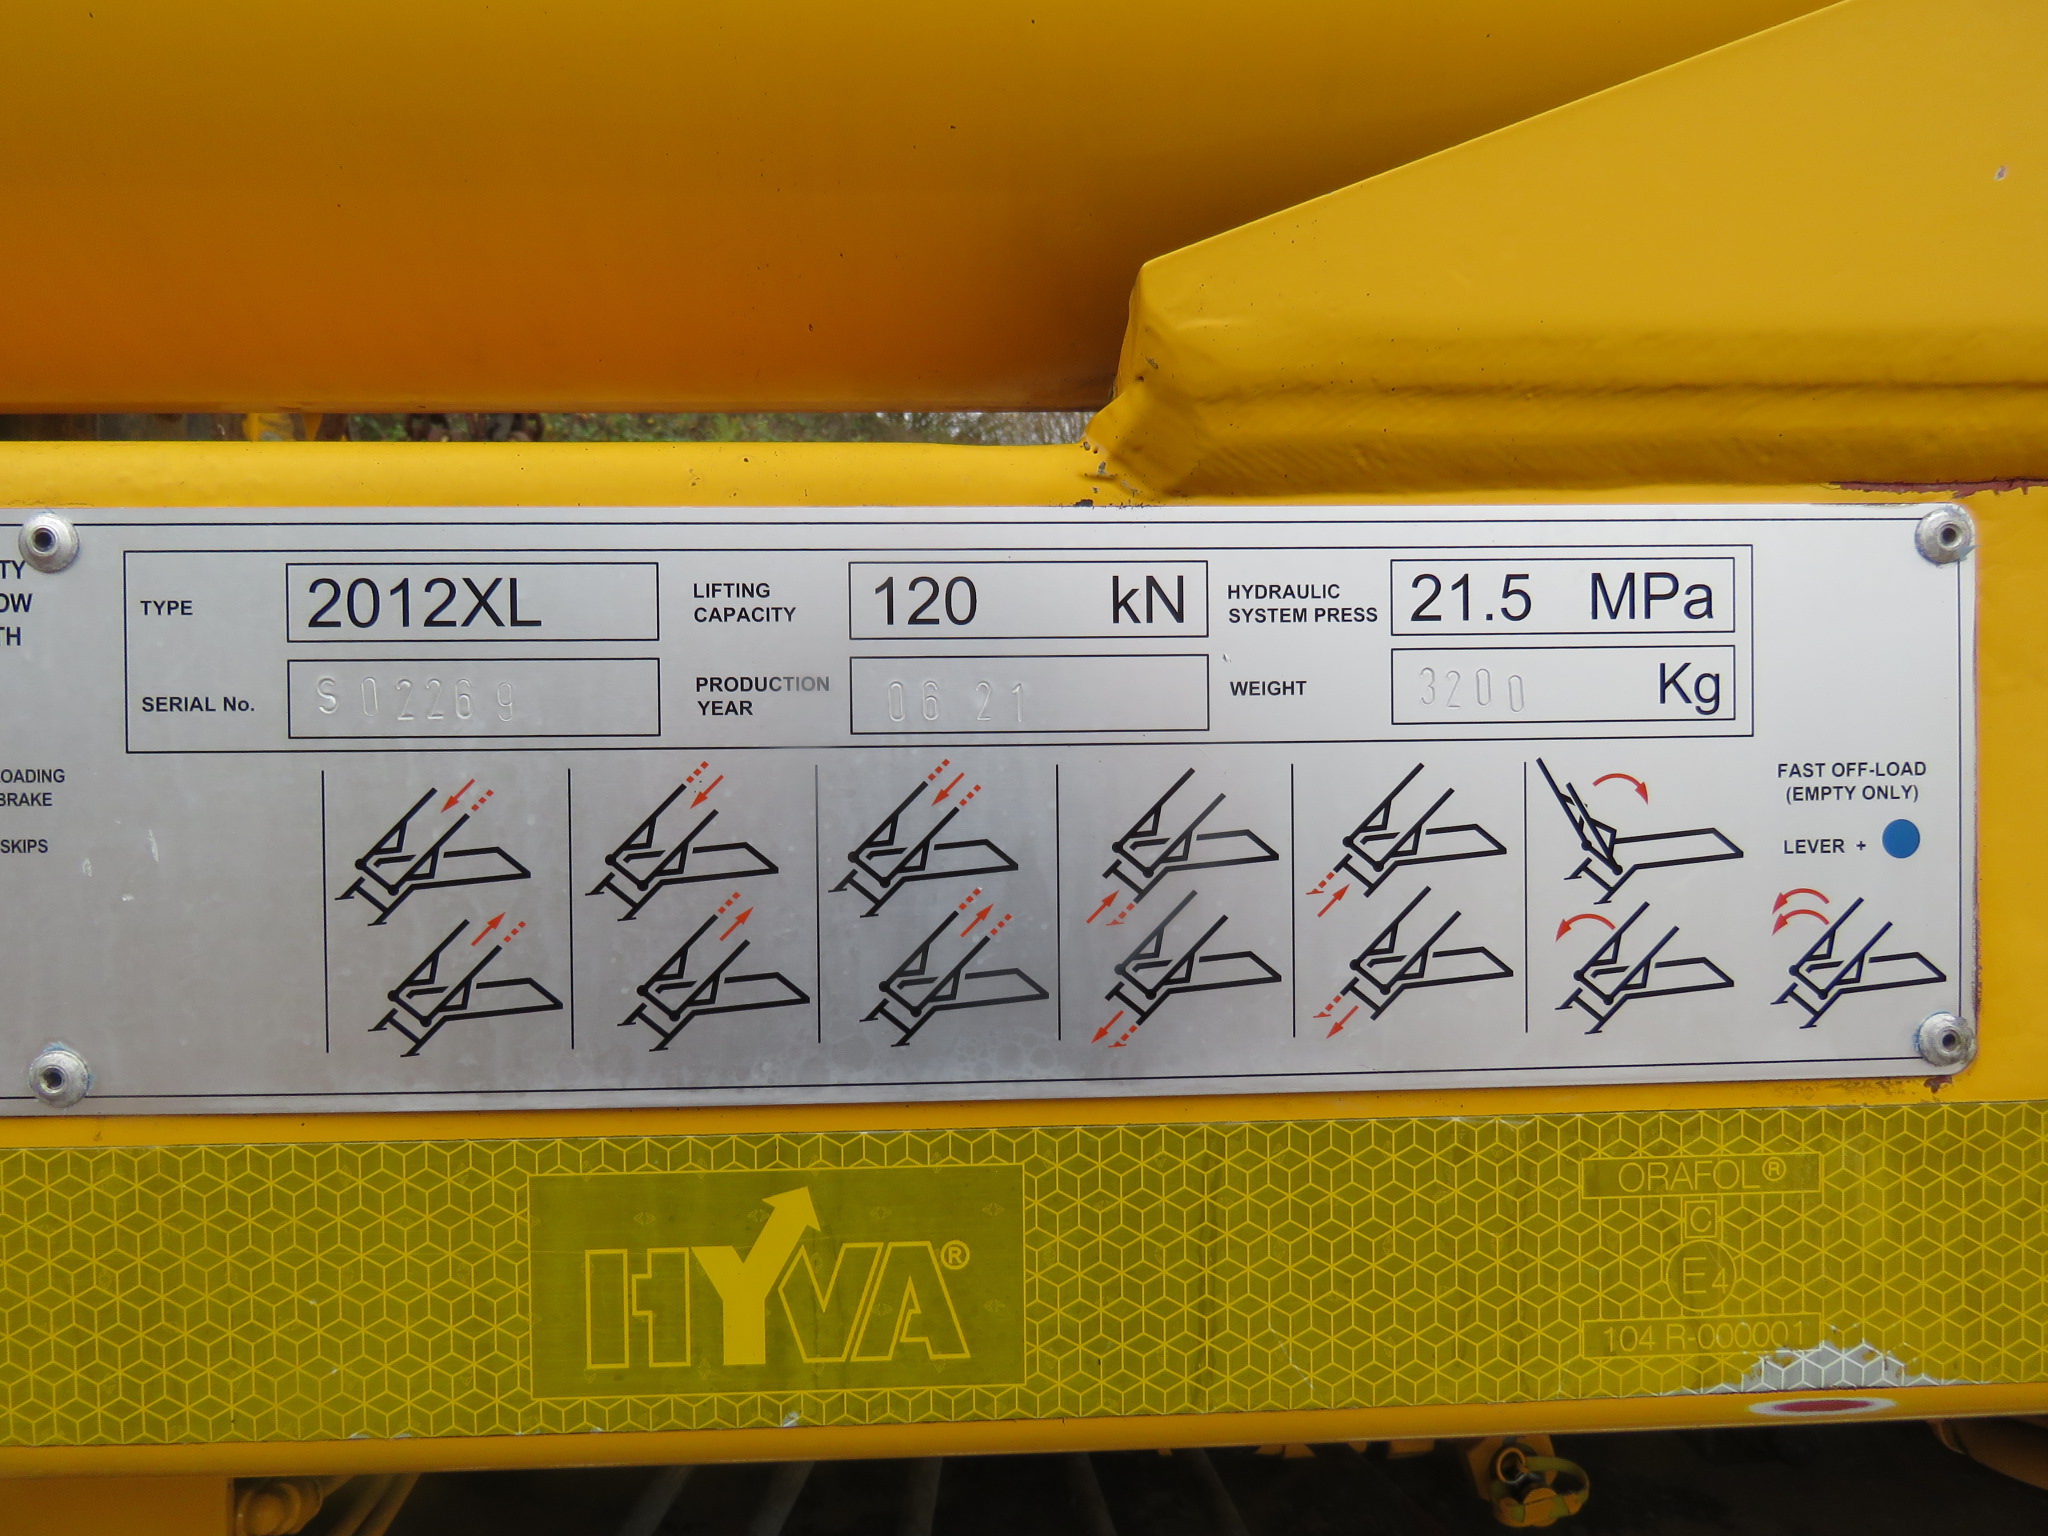 TY
OW
TH
TYPE 2012XL LIFTING CAPACITY 120 kN HYDRAULIC SYSTEM PRESS 21.5 MPa
SERIAL No. S02269 PRODUCTION YEAR 06 21 WEIGHT 3200 Kg
OADING
BRAKE
SKIPS
FAST OFF-LOAD
(EMPTY ONLY)
LEVER +
HYVA®
ORAFOL®
C
E4
104 R-000001